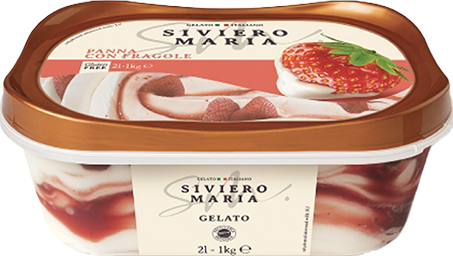 GELATO ITALIANO
SIVIERO
MARIA
PANNA
CON FRAGOLE
Gluten
FREE
2l-1kg ℮
GELATO ITALIANO
SIVIERO
MARIA
GELATO
2l - 1kg ℮